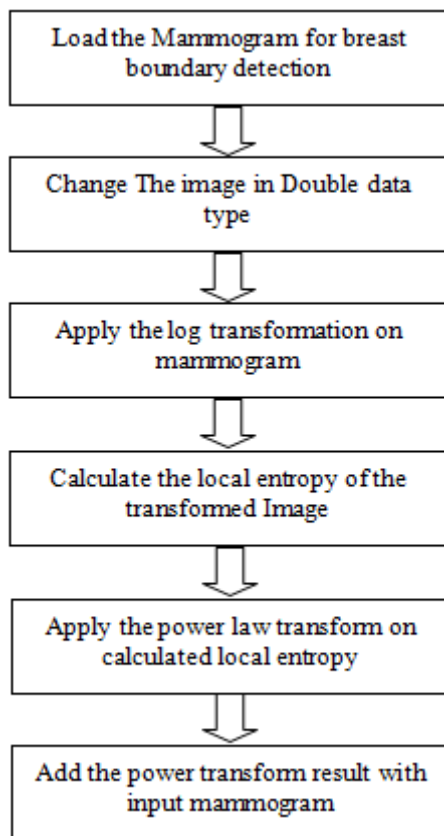 Load the Mammogram for breast
boundary detection
Change The image in Double data
type
Apply the log transformation on
mammogram
Calculate the local entropy of the
transformed Image
Apply the power law transform on
calculated local entropy
Add the power transform result with
input mammogram